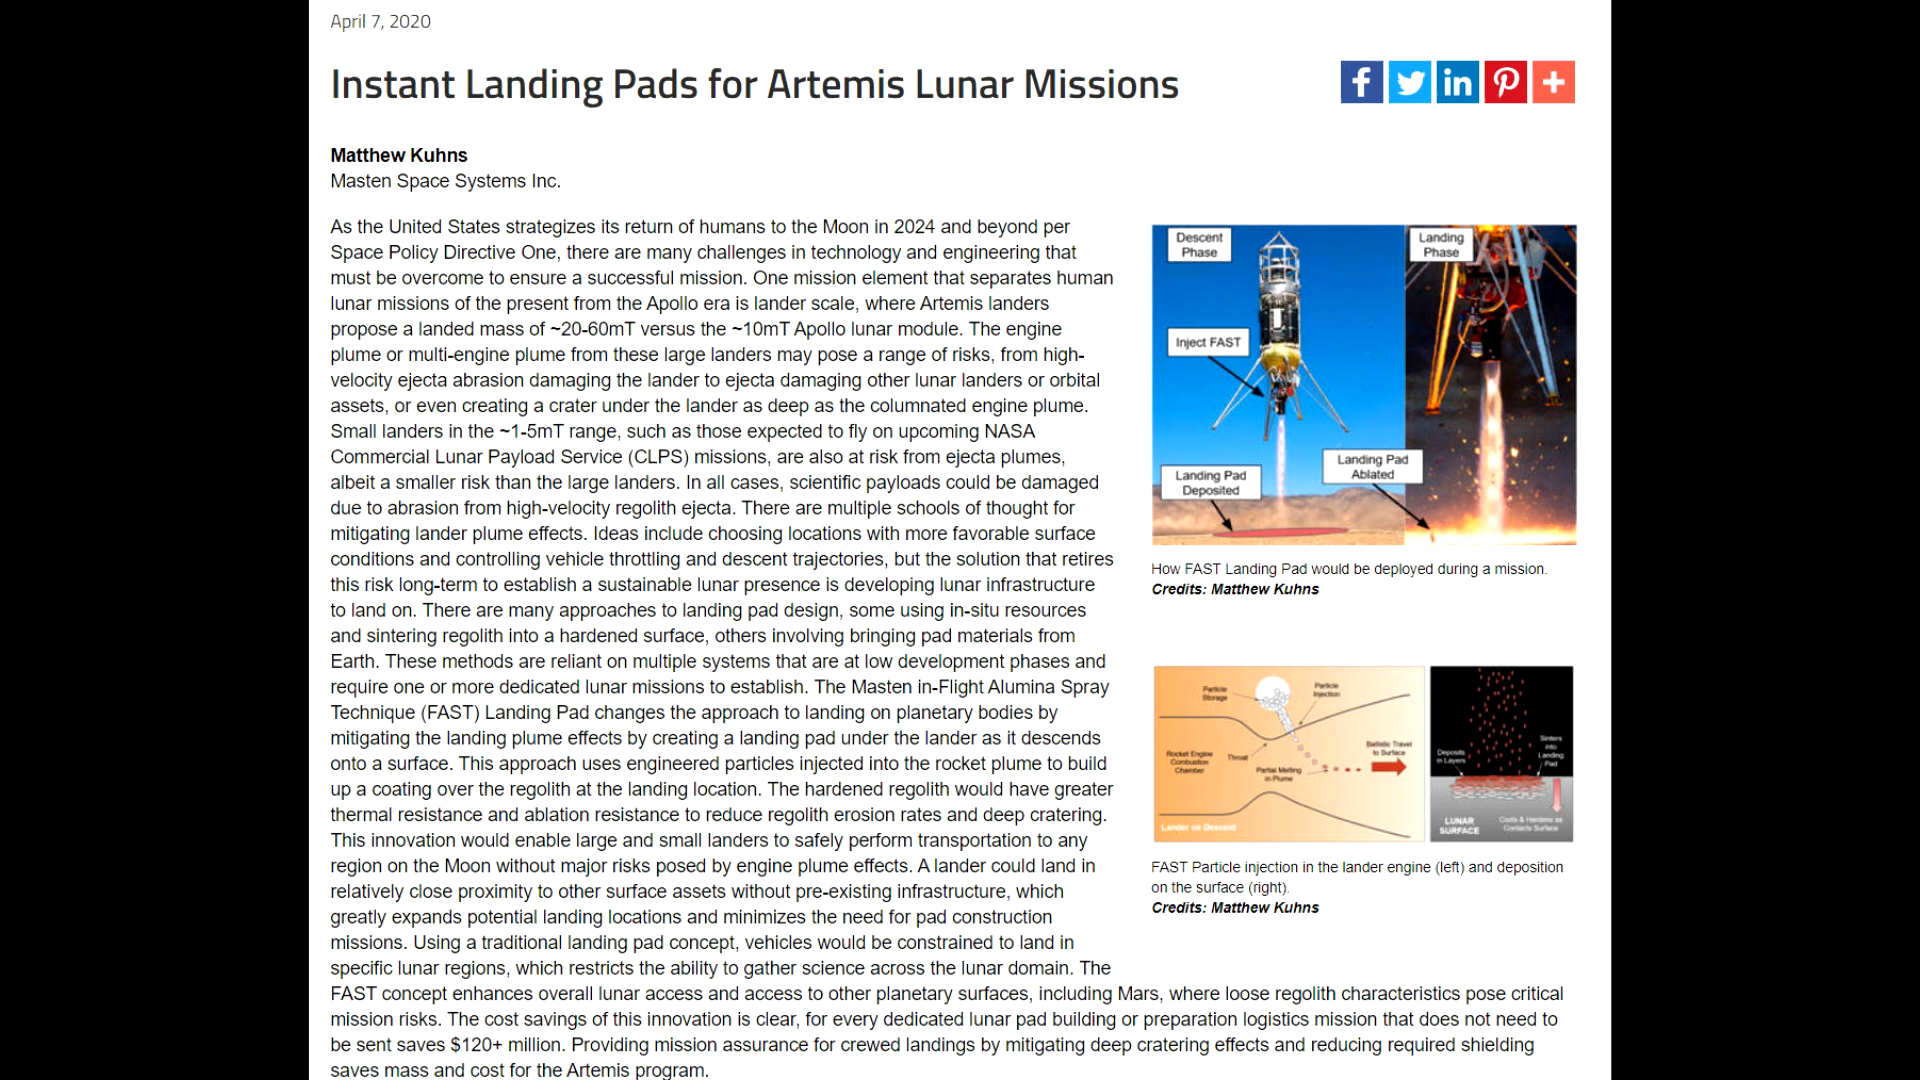 April 7, 2020
Instant Landing Pads for Artemis Lunar Missions
Matthew Kuhns
Masten Space Systems Inc.
As the United States strategizes its return of humans to the Moon in 2024 and beyond per
Space Policy Directive One, there are many challenges in technology and engineering that
must be overcome to ensure a successful mission. One mission element that separates human
lunar missions of the present from the Apollo era is lander scale, where Artemis landers
propose a landed mass of ~20-60mT versus the ~10mT Apollo lunar module. The engine
plume or multi-engine plume from these large landers may pose a range of risks, from high-
velocity ejecta abrasion damaging the lander to ejecta damaging other lunar landers or orbital
assets, or even creating a crater under the lander as deep as the columnated engine plume.
Small landers in the ~1-5mT range, such as those expected to fly on upcoming NASA
Commercial Lunar Payload Service (CLPS) missions, are also at risk from ejecta plumes,
albeit a smaller risk than the large landers. In all cases, scientific payloads could be damaged
due to abrasion from high-velocity regolith ejecta. There are multiple schools of thought for
mitigating lander plume effects. Ideas include choosing locations with more favorable surface
conditions and controlling vehicle throttling and descent trajectories, but the solution that retires
this risk long-term to establish a sustainable lunar presence is developing lunar infrastructure
to land on. There are many approaches to landing pad design, some using in-situ resources
and sintering regolith into a hardened surface, others involving bringing pad materials from
Earth. These methods are reliant on multiple systems that are at low development phases and
require one or more dedicated lunar missions to establish. The Masten in-Flight Alumina Spray
Technique (FAST) Landing Pad changes the approach to landing on planetary bodies by
mitigating the landing plume effects by creating a landing pad under the lander as it descends
onto a surface. This approach uses engineered particles injected into the rocket plume to build
up a coating over the regolith at the landing location. The hardened regolith would have greater
thermal resistance and ablation resistance to reduce regolith erosion rates and deep cratering.
This innovation would enable large and small landers to safely perform transportation to any
region on the Moon without major risks posed by engine plume effects. A lander could land in
relatively close proximity to other surface assets without pre-existing infrastructure, which
greatly expands potential landing locations and minimizes the need for pad construction
missions. Using a traditional landing pad concept, vehicles would be constrained to land in
specific lunar regions, which restricts the ability to gather science across the lunar domain. The
FAST concept enhances overall lunar access and access to other planetary surfaces, including Mars, where loose regolith characteristics pose critical
mission risks. The cost savings of this innovation is clear, for every dedicated lunar pad building or preparation logistics mission that does not need to
be sent saves $120+ million. Providing mission assurance for crewed landings by mitigating deep cratering effects and reducing required shielding
saves mass and cost for the Artemis program.
Descent
Phase
Landing
Phase
Inject FAST
Landing Pad
Ablated
Landing Pad
Deposited
How FAST Landing Pad would be deployed during a mission.
Credits: Matthew Kuhns
Particle
Storage
Particle
Injection
Rocket Engine
Combustion
Chamber
Throat
Partial Melting
in Plume
Ballistic Travel
to Surface
Lander on Descent
Deposits
in Layers
Sinters
into
Landing
Pad
LUNAR
SURFACE
Cools & Hardens as
Contacts Surface
FAST Particle injection in the lander engine (left) and deposition
on the surface (right).
Credits: Matthew Kuhns